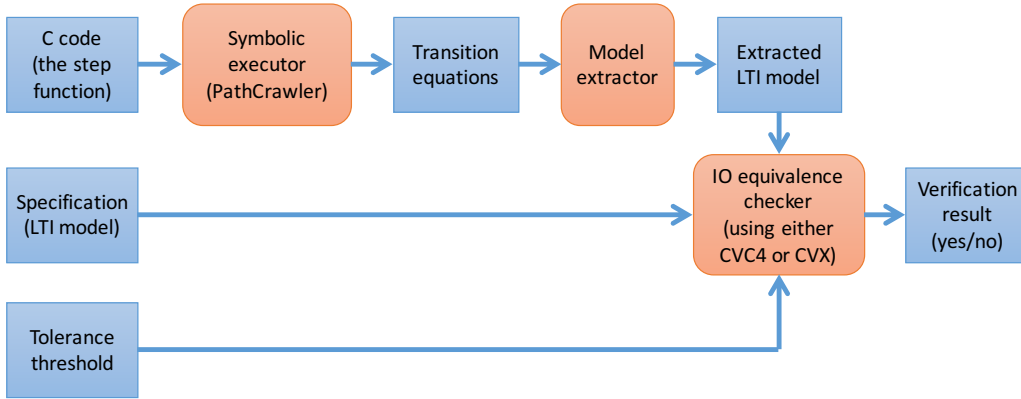 C code
(the step
function)
Symbolic
executor
(PathCrawler)
Transition
equations
Model
extractor
Extracted
LTI model
Specification
(LTI model)
IO equivalence
checker
(using either
CVC4 or CVX)
Verification
result
(yes/no)
Tolerance
threshold